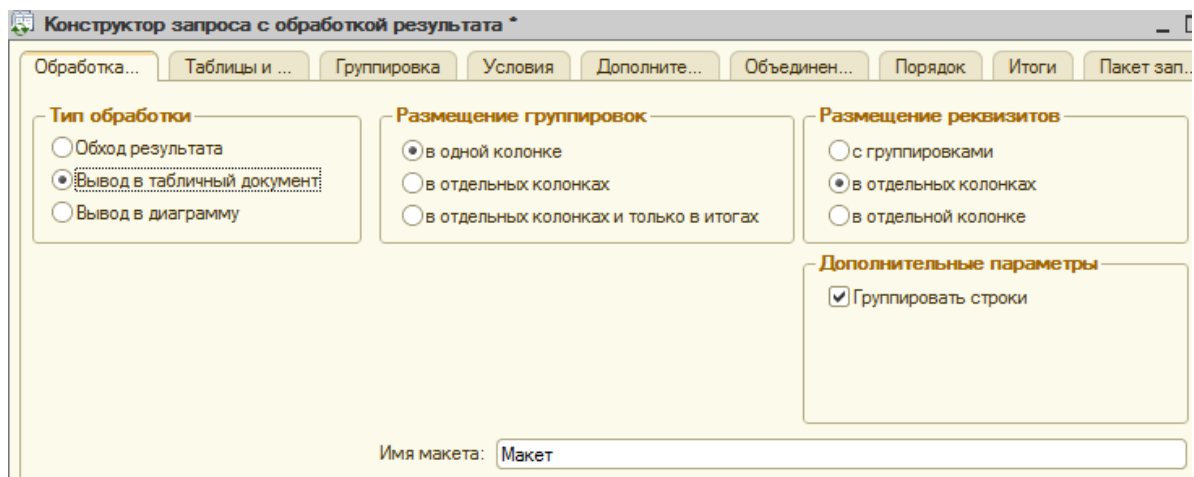 Конструктор запроса с обработкой результата *
Обработка... Таблицы и ... Группировка Условия Дополните... Объединен... Порядок Итоги Пакет зап...
Тип обработки
Обход результата
Вывод в табличный документ
Вывод в диаграмму
Размещение группировок
в одной колонке
в отдельных колонках
в отдельных колонках и только в итогах
Размещение реквизитов
с группировками
в отдельных колонках
в отдельной колонке
Дополнительные параметры
Группировать строки
Имя макета: Макет